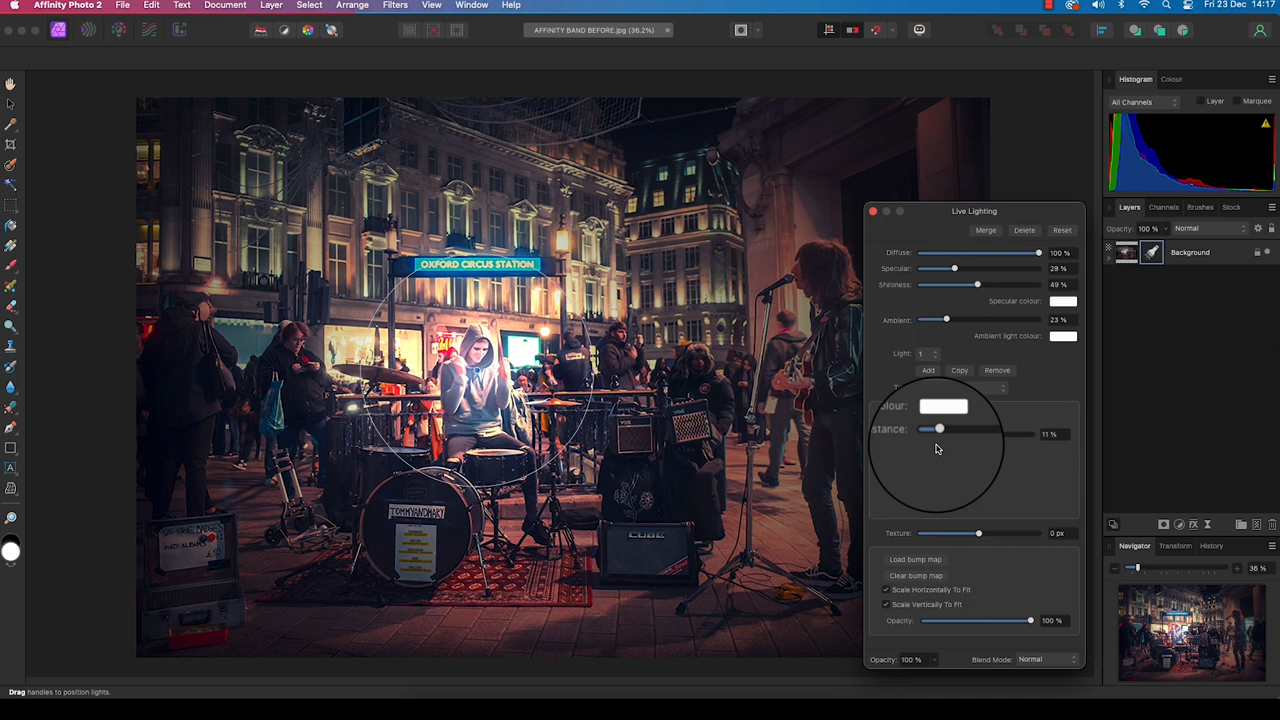 Affinity Photo 2 File Edit Text Document Layer Select Arrange Filters View Window Help Fri 23 Dec 14:17
AFFINITY BAND BEFORE.jpg (36.2%)
Histogram Colour
All Channels Layer Marquee
Layers Channels Brushes Stock
Opacity: 100 % Normal
Background
OXFORD CIRCUS STATION
TOMMYANDMARY
VOX
VOX
CUBE
Live Lighting
Merge Delete Reset
Diffuse: 100 %
Specular: 29 %
Shininess: 49 %
Specular colour:
Ambient: 23 %
Ambient light colour:
Light: 1
Add Copy Remove
olour:
stance: 11 %
Texture: 0 px
Load bump map
Clear bump map
Scale Horizontally To Fit
Scale Vertically To Fit
Opacity: 100 %
Opacity: 100 % Blend Mode: Normal
Navigator Transform History
36 %
Drag handles to position lights.